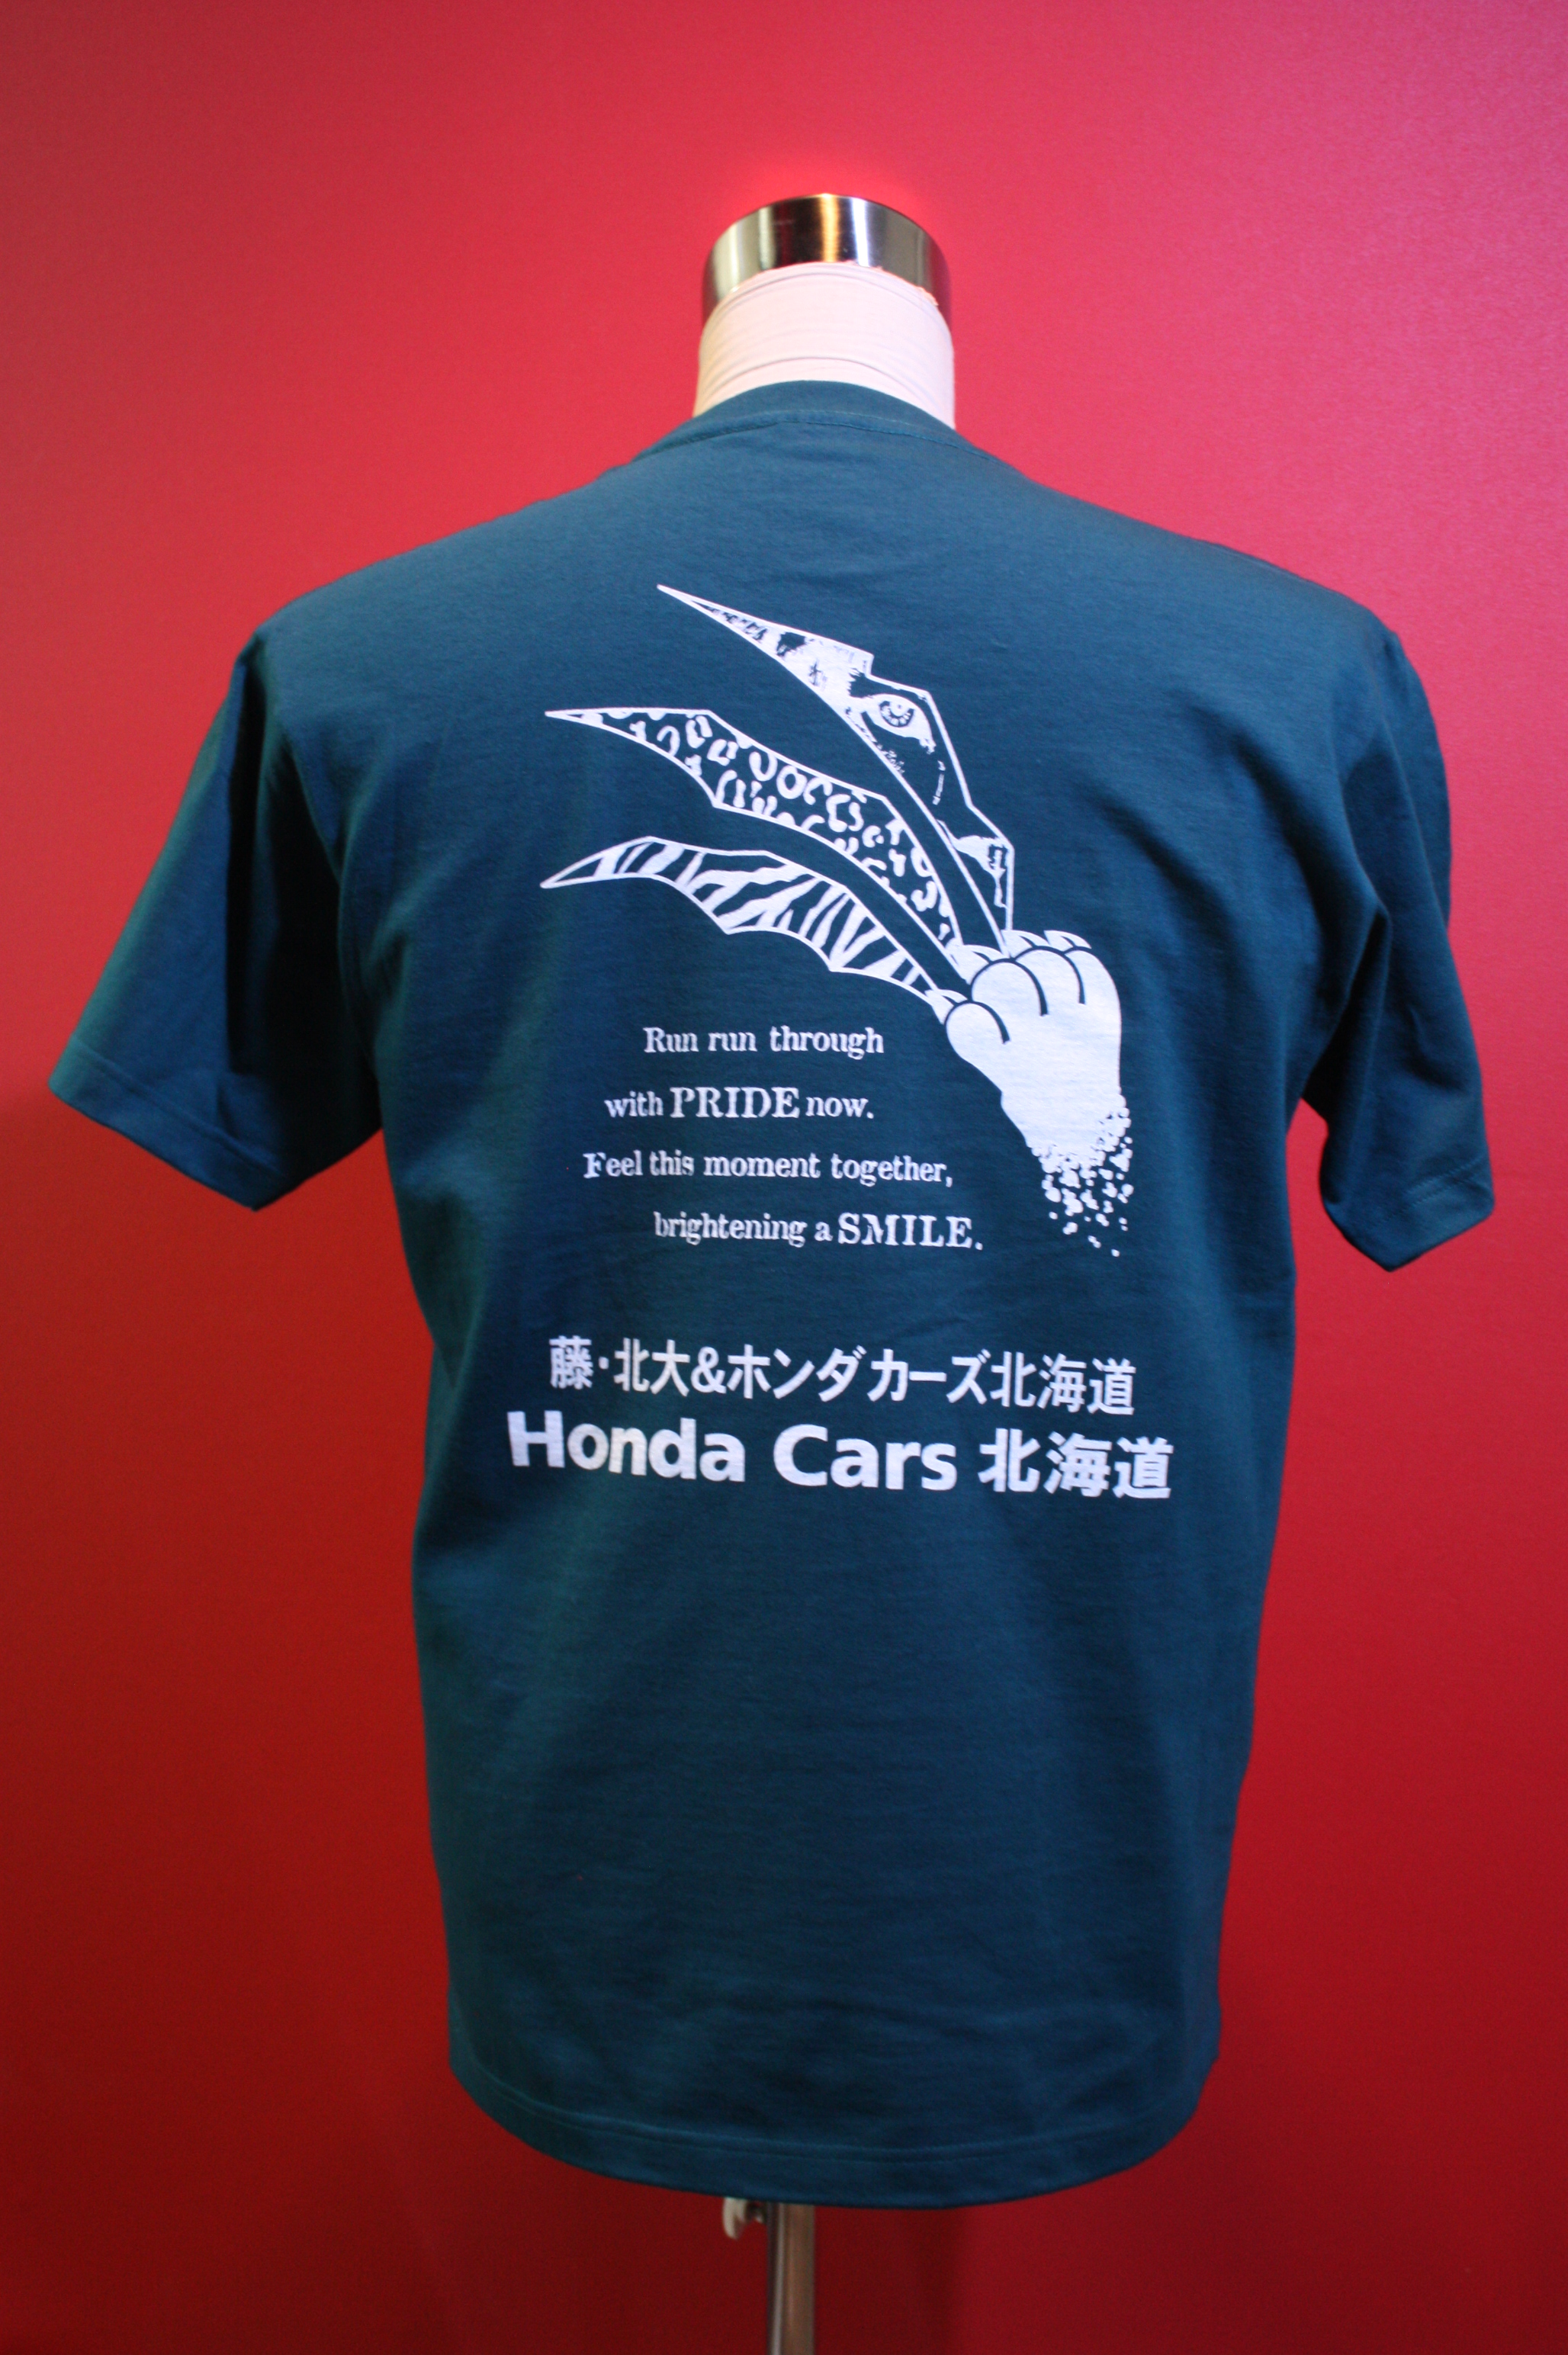 Run run through
with PRIDE now.
Feel this moment together,
brightening a SMILE.
藤・北大&ホンダカーズ北海道
Honda Cars 北海道